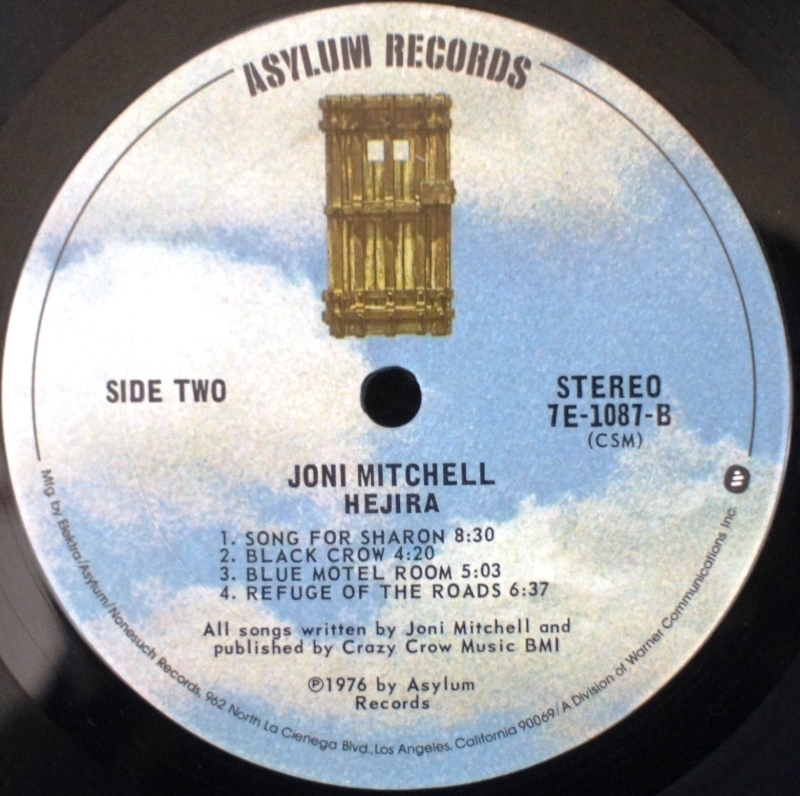 ASYLUM RECORDS
SIDE TWO
STEREO
7E-1087-B
(CSM)
JONI MITCHELL
HEJIRA
1. SONG FOR SHARON 8:30
2. BLACK CROW 4:20
3. BLUE MOTEL ROOM 5:03
4. REFUGE OF THE ROADS 6:37
All songs written by Joni Mitchell and
published by Crazy Crow Music BMI
℗1976 by Asylum
Records
Mfg by Elektra/Asylum/Nonesuch Records, 962 North La Cienega Blvd., Los Angeles, California 90069/A Division of Warner Communications Inc.